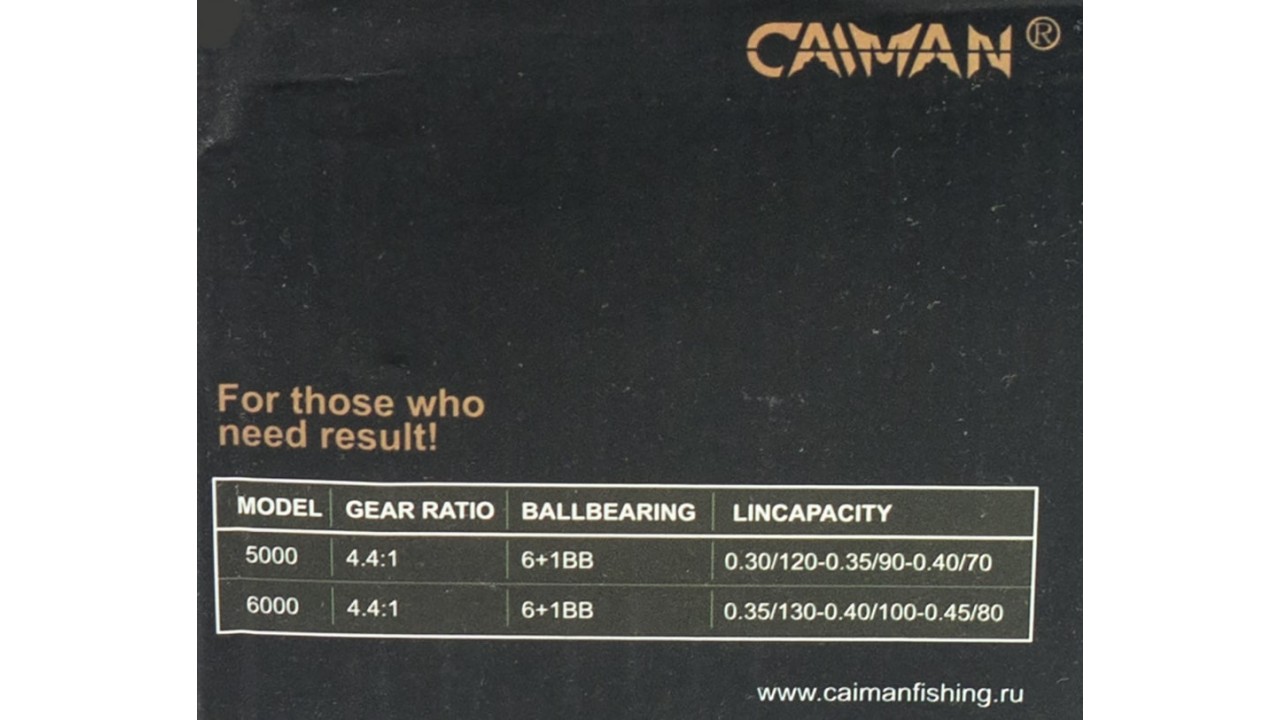 CAIMAN®
For those who
need result!
MODEL GEAR RATIO BALLBEARING LINCAPACITY
5000 4.4:1 6+1BB 0.30/120-0.35/90-0.40/70
6000 4.4:1 6+1BB 0.35/130-0.40/100-0.45/80
www.caimanfishing.ru